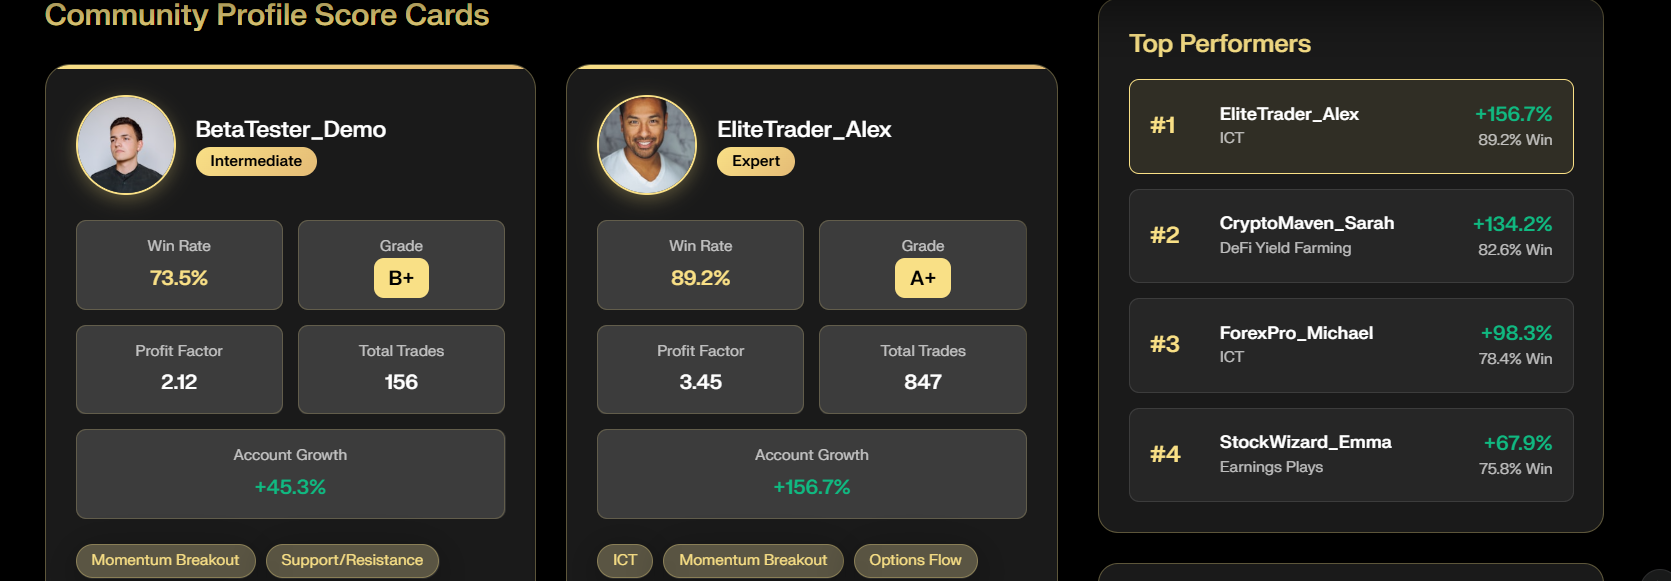 Community Profile Score Cards
BetaTester_Demo
Intermediate
Win Rate
73.5%
Grade
B+
Profit Factor
2.12
Total Trades
156
Account Growth
+45.3%
Momentum Breakout
Support/Resistance
EliteTrader_Alex
Expert
Win Rate
89.2%
Grade
A+
Profit Factor
3.45
Total Trades
847
Account Growth
+156.7%
ICT
Momentum Breakout
Options Flow
Top Performers
#1
EliteTrader_Alex
ICT
+156.7%
89.2% Win
#2
CryptoMaven_Sarah
DeFi Yield Farming
+134.2%
82.6% Win
#3
ForexPro_Michael
ICT
+98.3%
78.4% Win
#4
StockWizard_Emma
Earnings Plays
+67.9%
75.8% Win